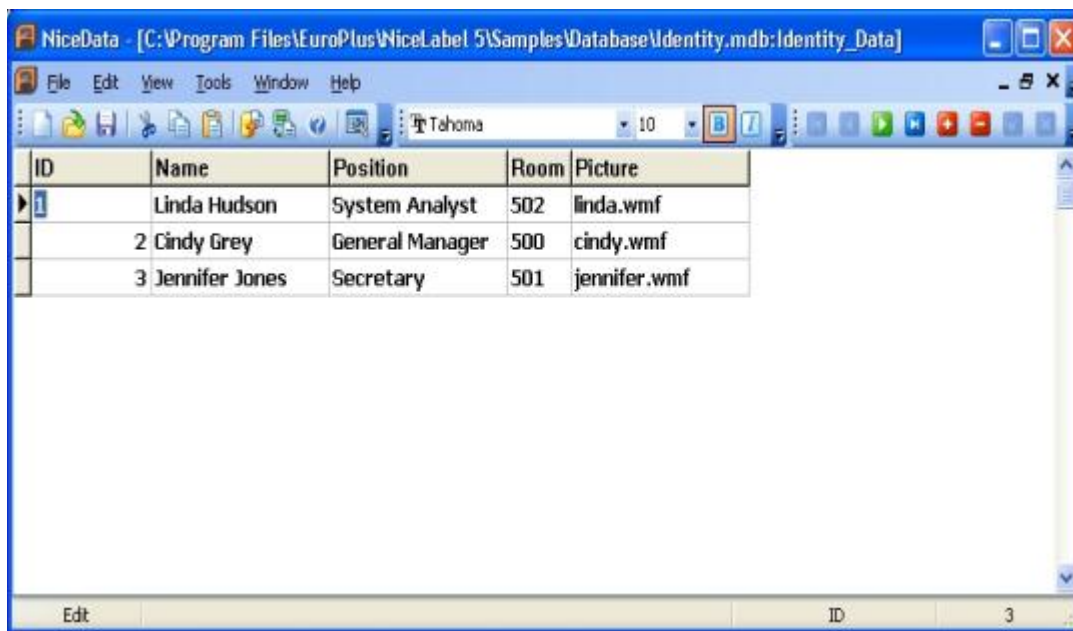 NiceData - [C:\Program Files\EuroPlus\NiceLabel 5\Samples\Database\Identity.mdb:Identity_Data]
File Edit View Tools Window Help
Tahoma 10 B I
ID Name Position Room Picture
1 Linda Hudson System Analyst 502 linda.wmf
2 Cindy Grey General Manager 500 cindy.wmf
3 Jennifer Jones Secretary 501 jennifer.wmf
Edit ID 3